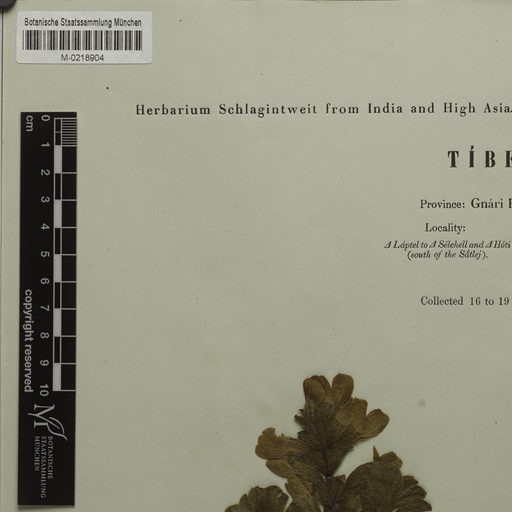 Botanische Staatssammlung München
M-0218904
Herbarium Schlagintweit from India and High Asia.
TÍBE
Province: Gnári
Locality:
Λ Láptel to Λ Sélchell and Λ Hóti
(south of the Sátlej).
Collected 16 to 19
cm
0
1
2
3
4
5
6
7
8
9
10
copyright reserved
BOTANISCHE
STAATSSAMMLUNG
MÜNCHEN